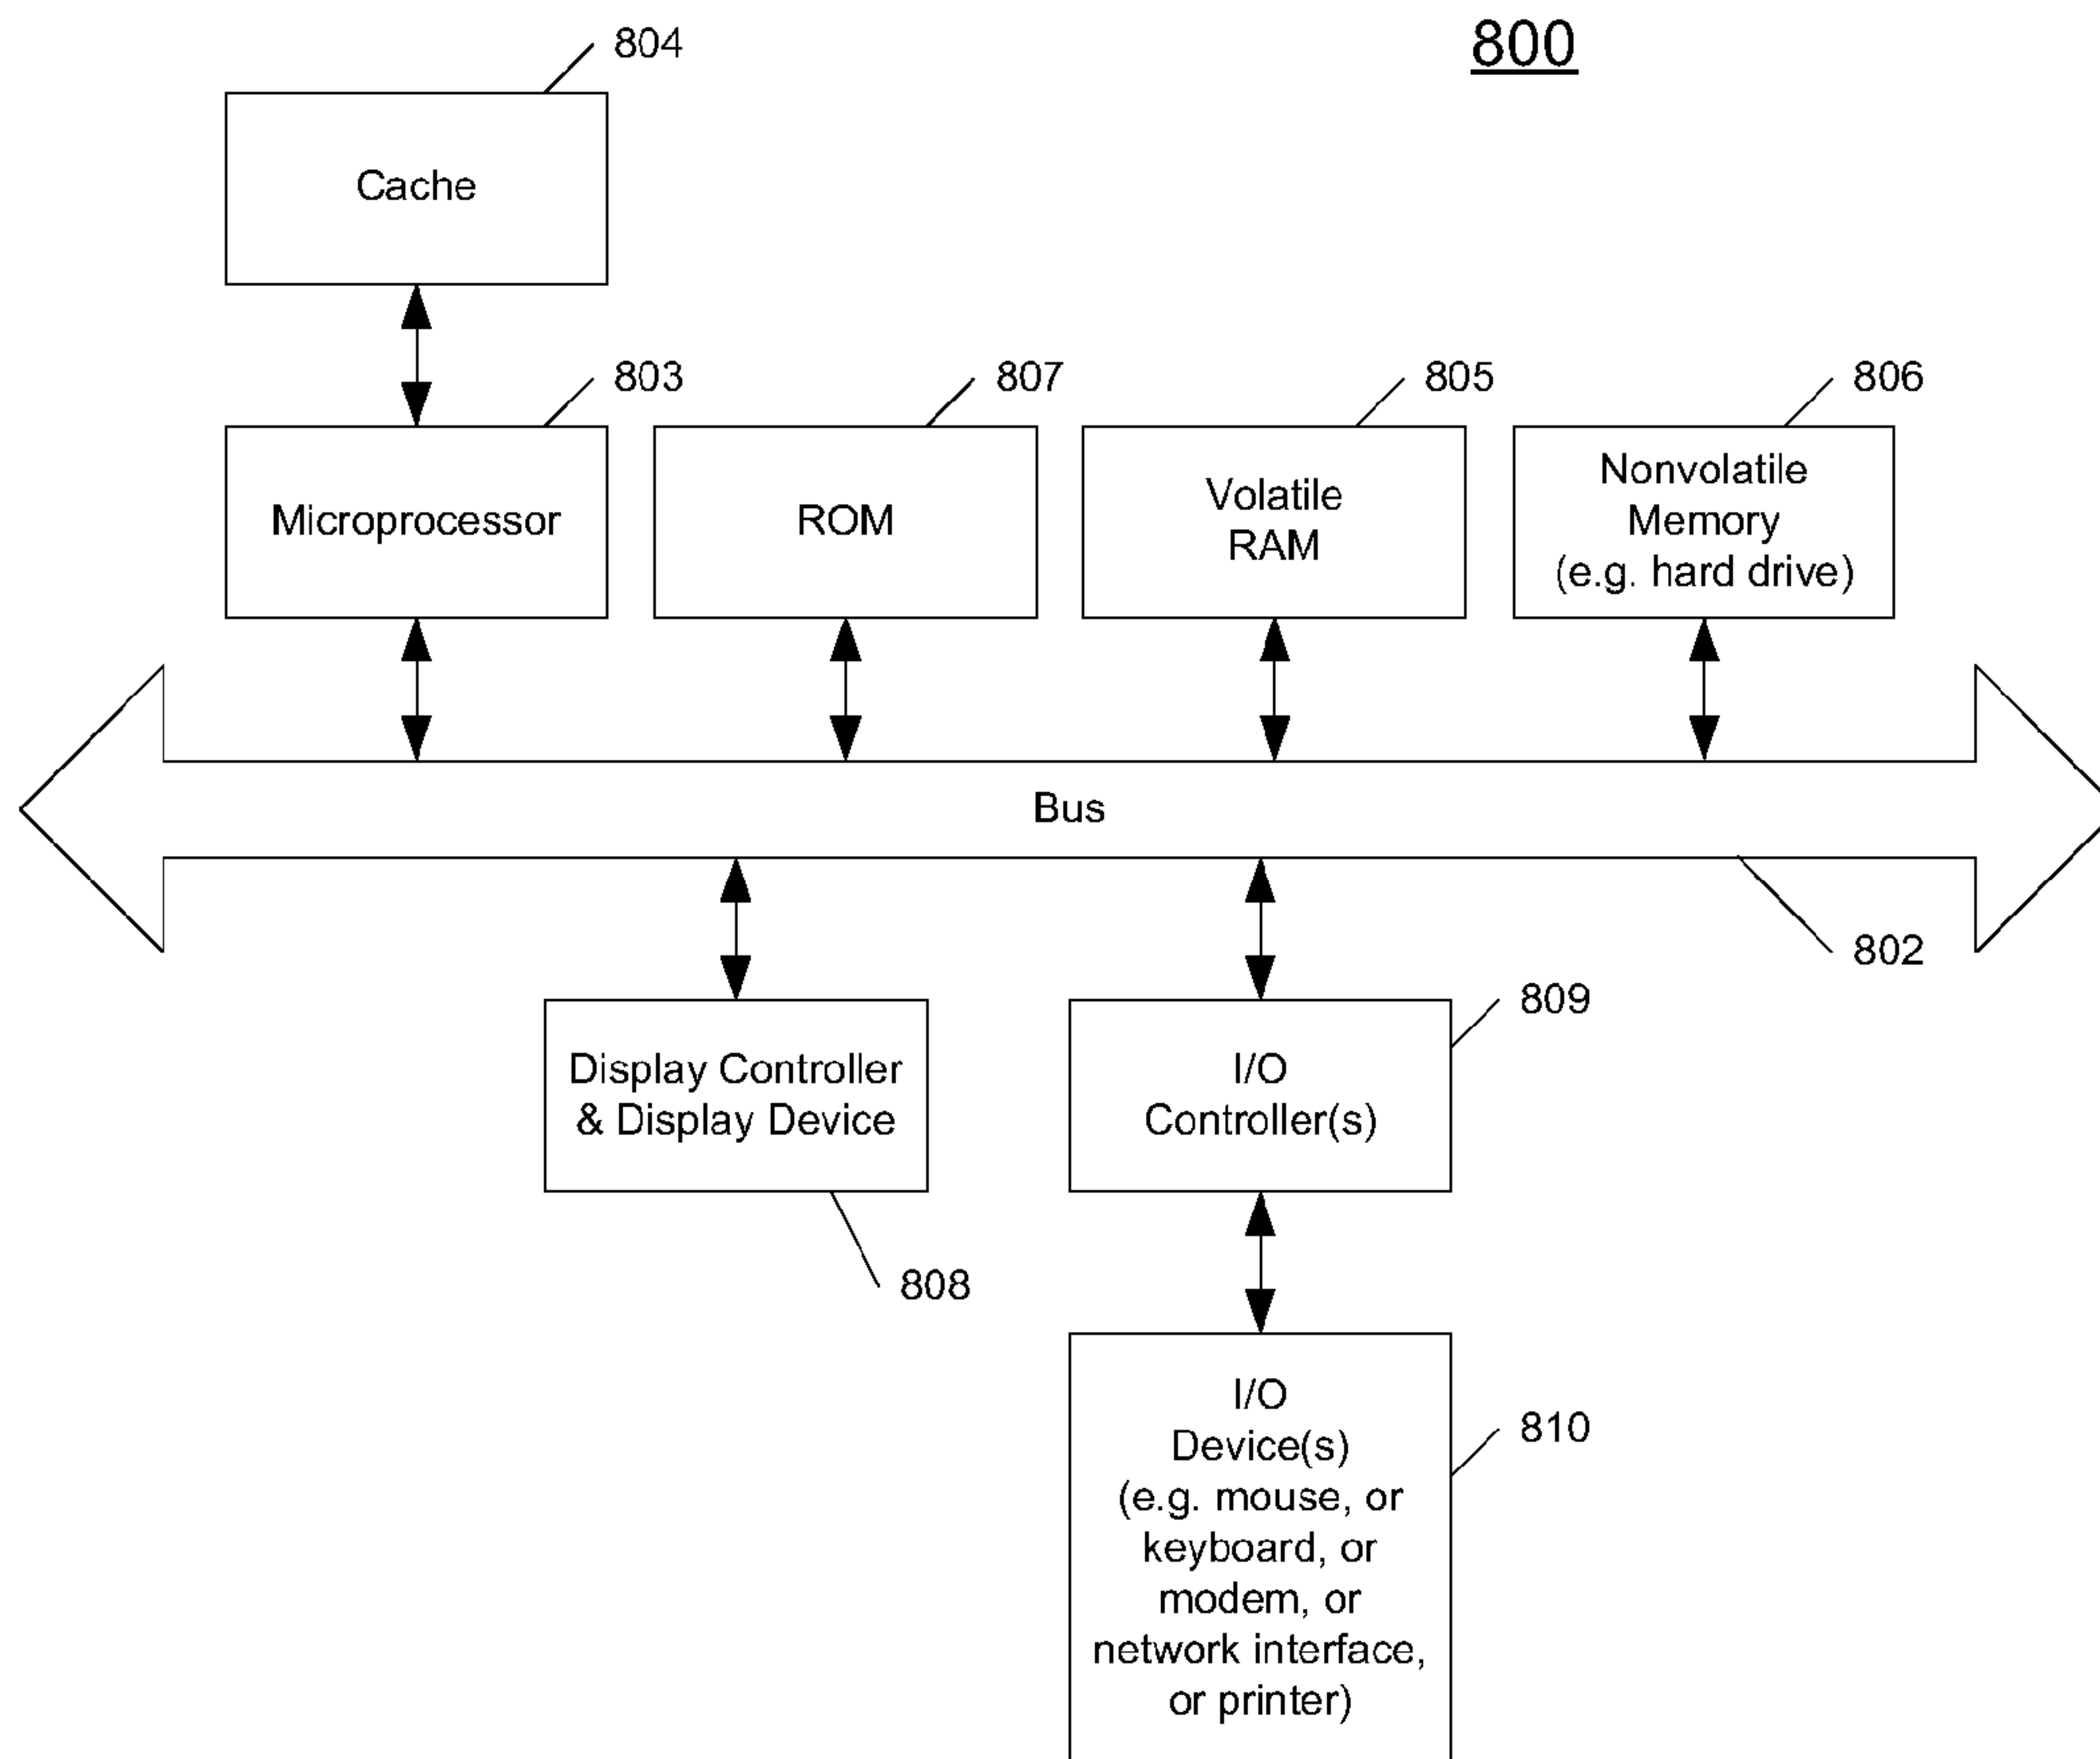 800
804
Cache
803
807
805
806
Microprocessor
ROM
Volatile
RAM
Nonvolatile
Memory
(e.g. hard drive)
Bus
802
809
Display Controller
& Display Device
I/O
Controller(s)
808
810
I/O
Device(s)
(e.g. mouse, or
keyboard, or
modem, or
network interface,
or printer)